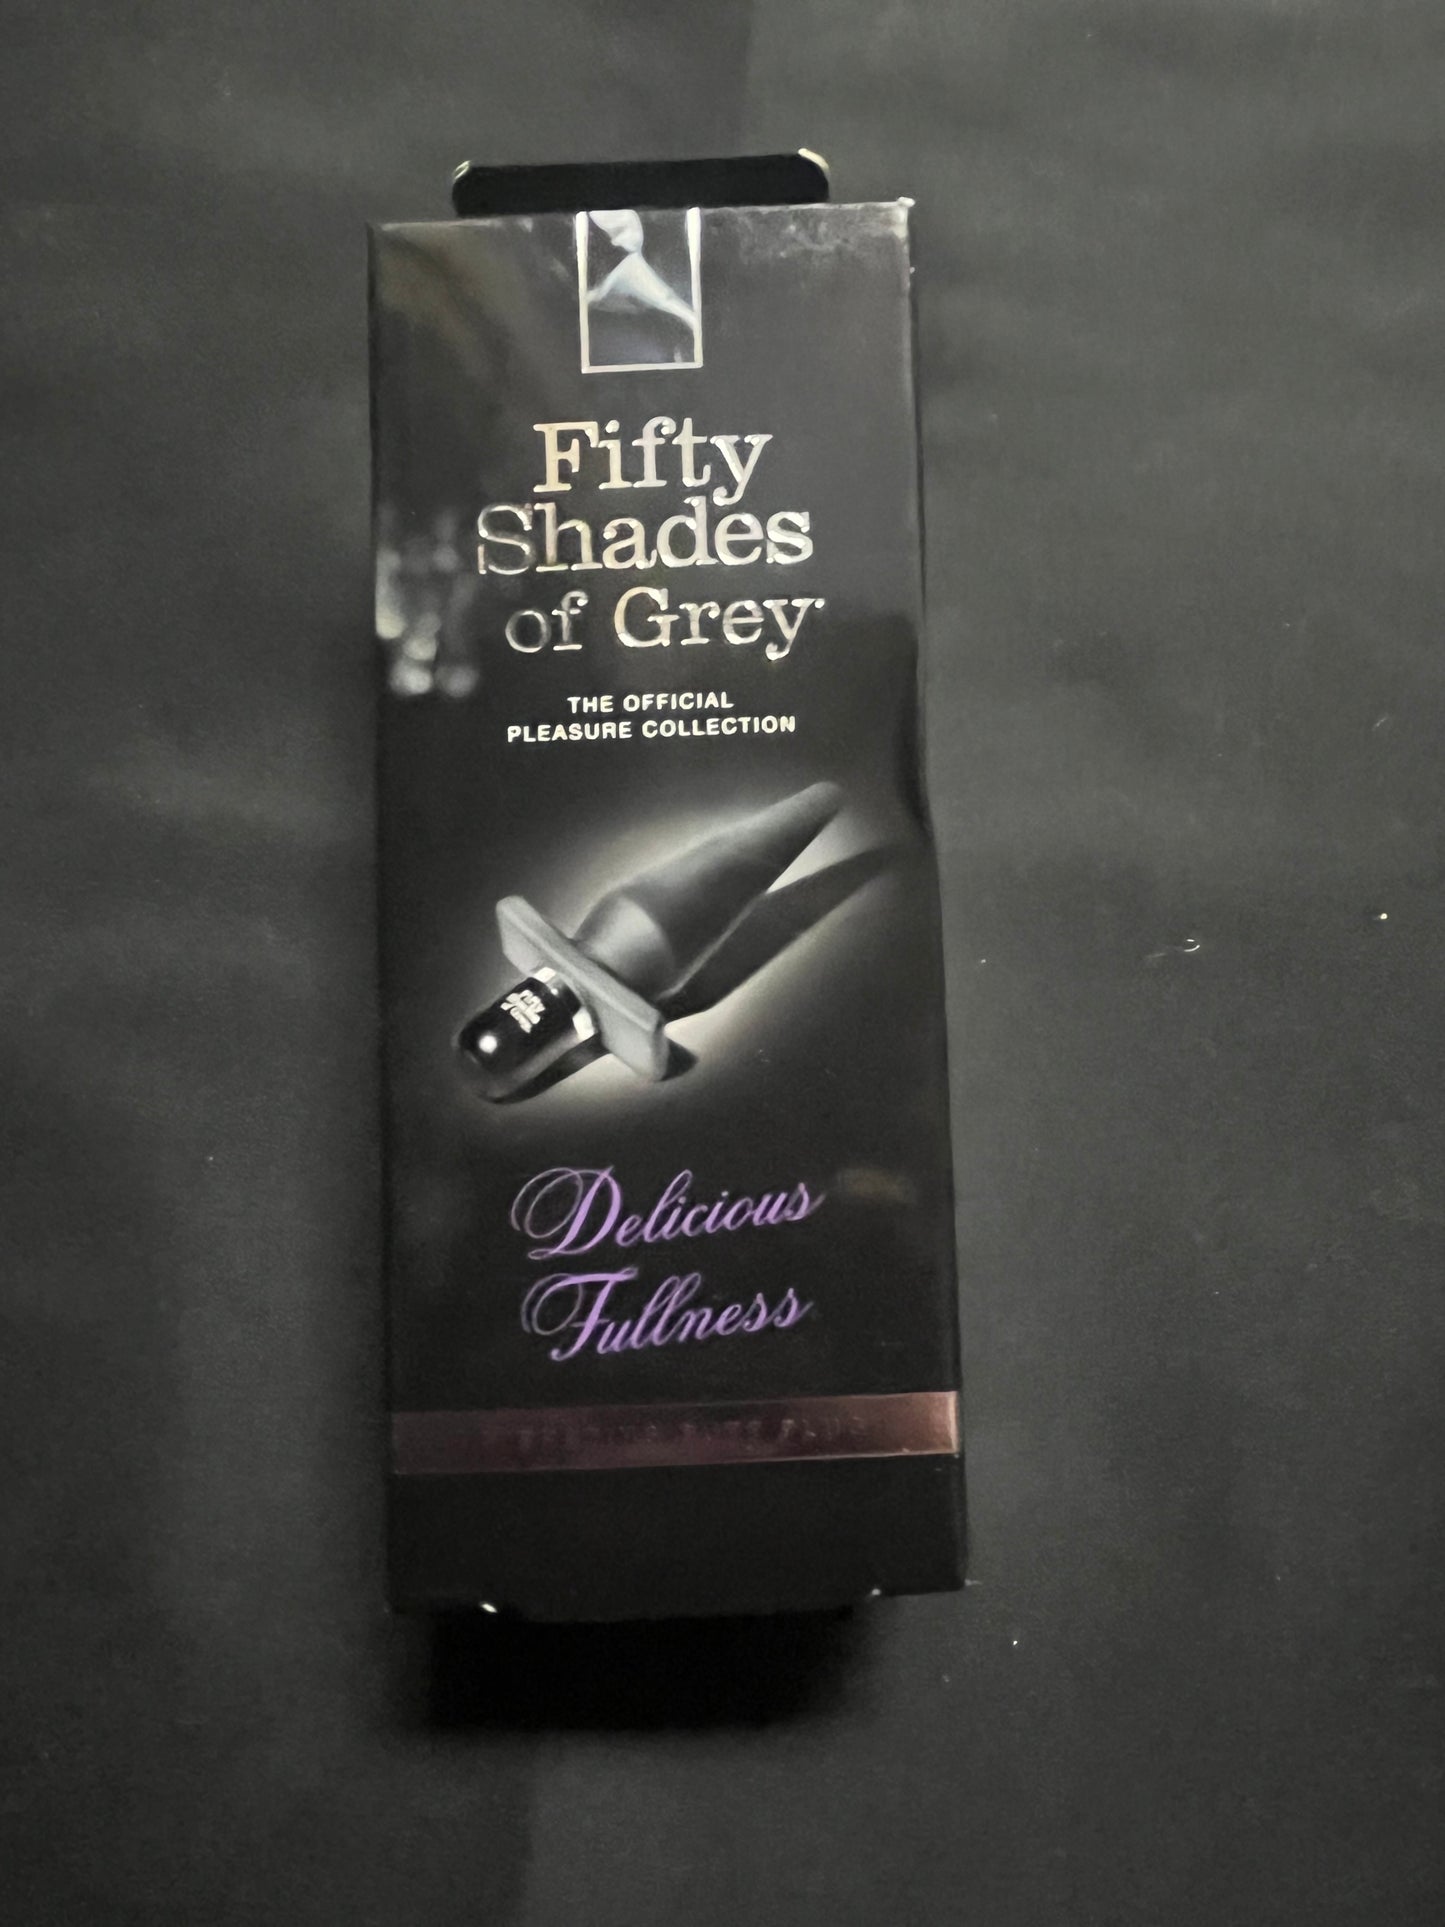 Fifty
Shades
of Grey
THE OFFICIAL
PLEASURE COLLECTION
Delicious
Fullness